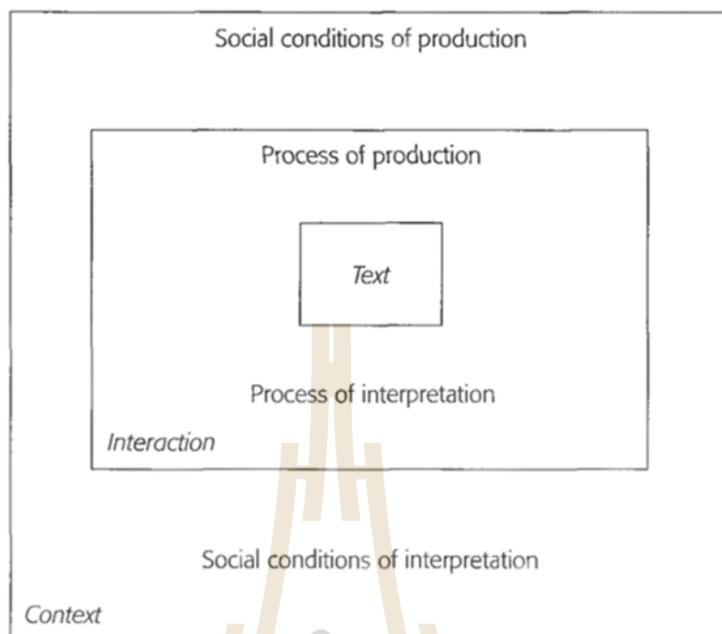 Social conditions of production
Process of production
Text
Process of interpretation
Interaction
Social conditions of interpretation
Context